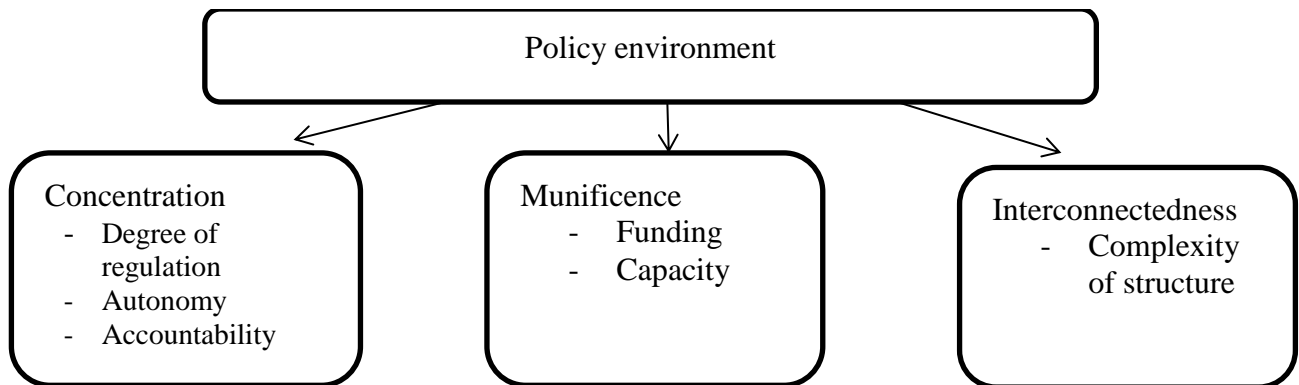 Policy environment
Concentration
- Degree of
regulation
- Autonomy
- Accountability
Munificence
- Funding
- Capacity
Interconnectedness
- Complexity
of structure